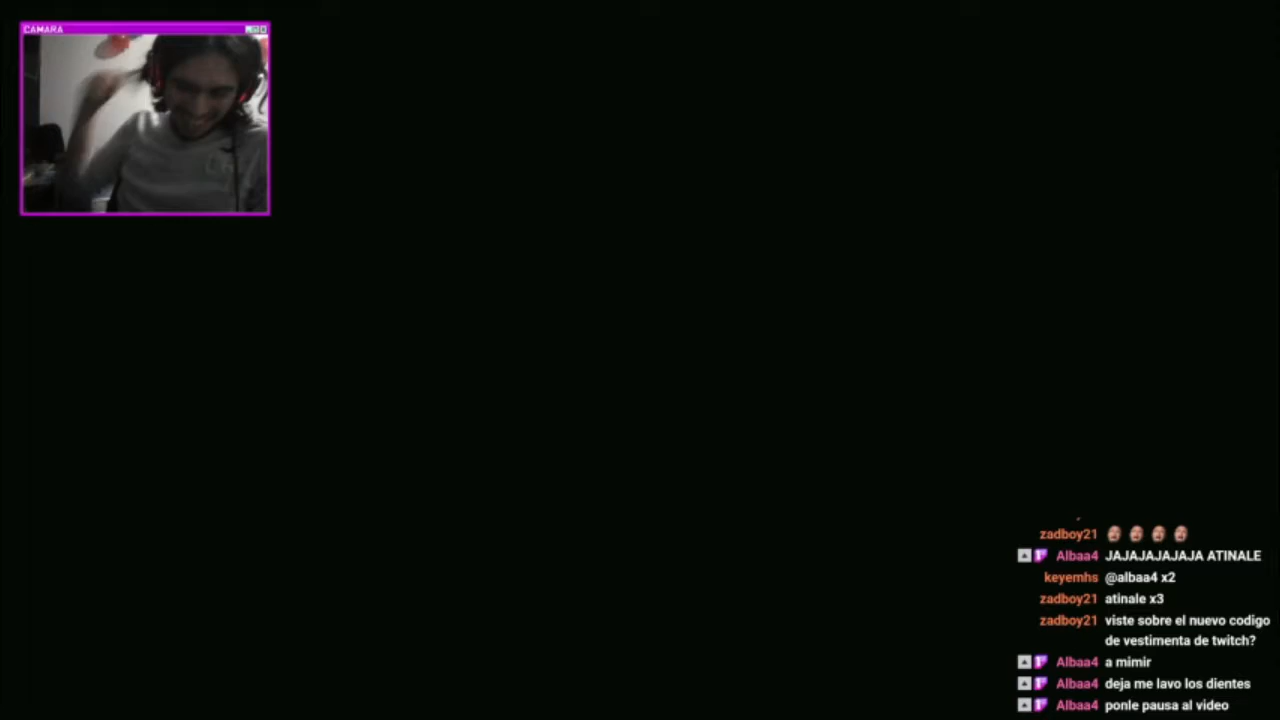 CAMARA
zadboy21
Albaa4 JAJAJAJAJAJA ATINALE
keyemhs @albaa4 x2
zadboy21 atinale x3
zadboy21 viste sobre el nuevo codigo
de vestimenta de twitch?
Albaa4 a mimir
Albaa4 deja me lavo los dientes
Albaa4 ponle pausa al video